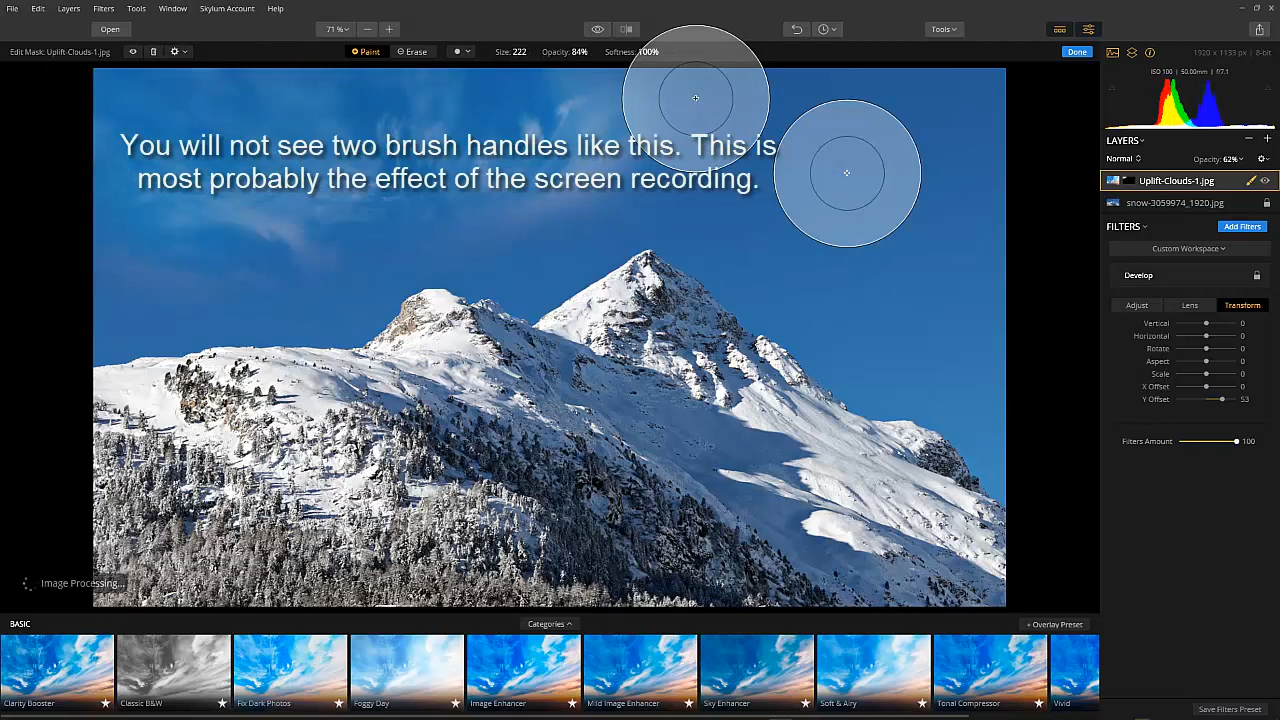 File Edit Layers Filters Tools Window Skylum Account Help
Open 71 % Tools
Edit Mask: Uplift-Clouds-1.jpg Paint Erase Size: 222 Opacity: 84% Softness: 100% Done 1920 x 1133 px 8-bit
ISO 100 50.00mm f/7.1
You will not see two brush handles like this. This is
most probably the effect of the screen recording.
LAYERS
Normal Opacity: 62%
Uplift-Clouds-1.jpg
snow-3059974_1920.jpg
FILTERS Add Filters
Custom Workspace
Develop
Adjust Lens Transform
Vertical 0
Horizontal 0
Rotate 0
Aspect 0
Scale 0
X Offset 0
Y Offset 53
Filters Amount 100
Image Processing...
BASIC Categories + Overlay Preset
Clarity Booster Classic B&W Fix Dark Photos Foggy Day Image Enhancer Mild Image Enhancer Sky Enhancer Soft & Airy Tonal Compressor Vivid
Save Filters Preset